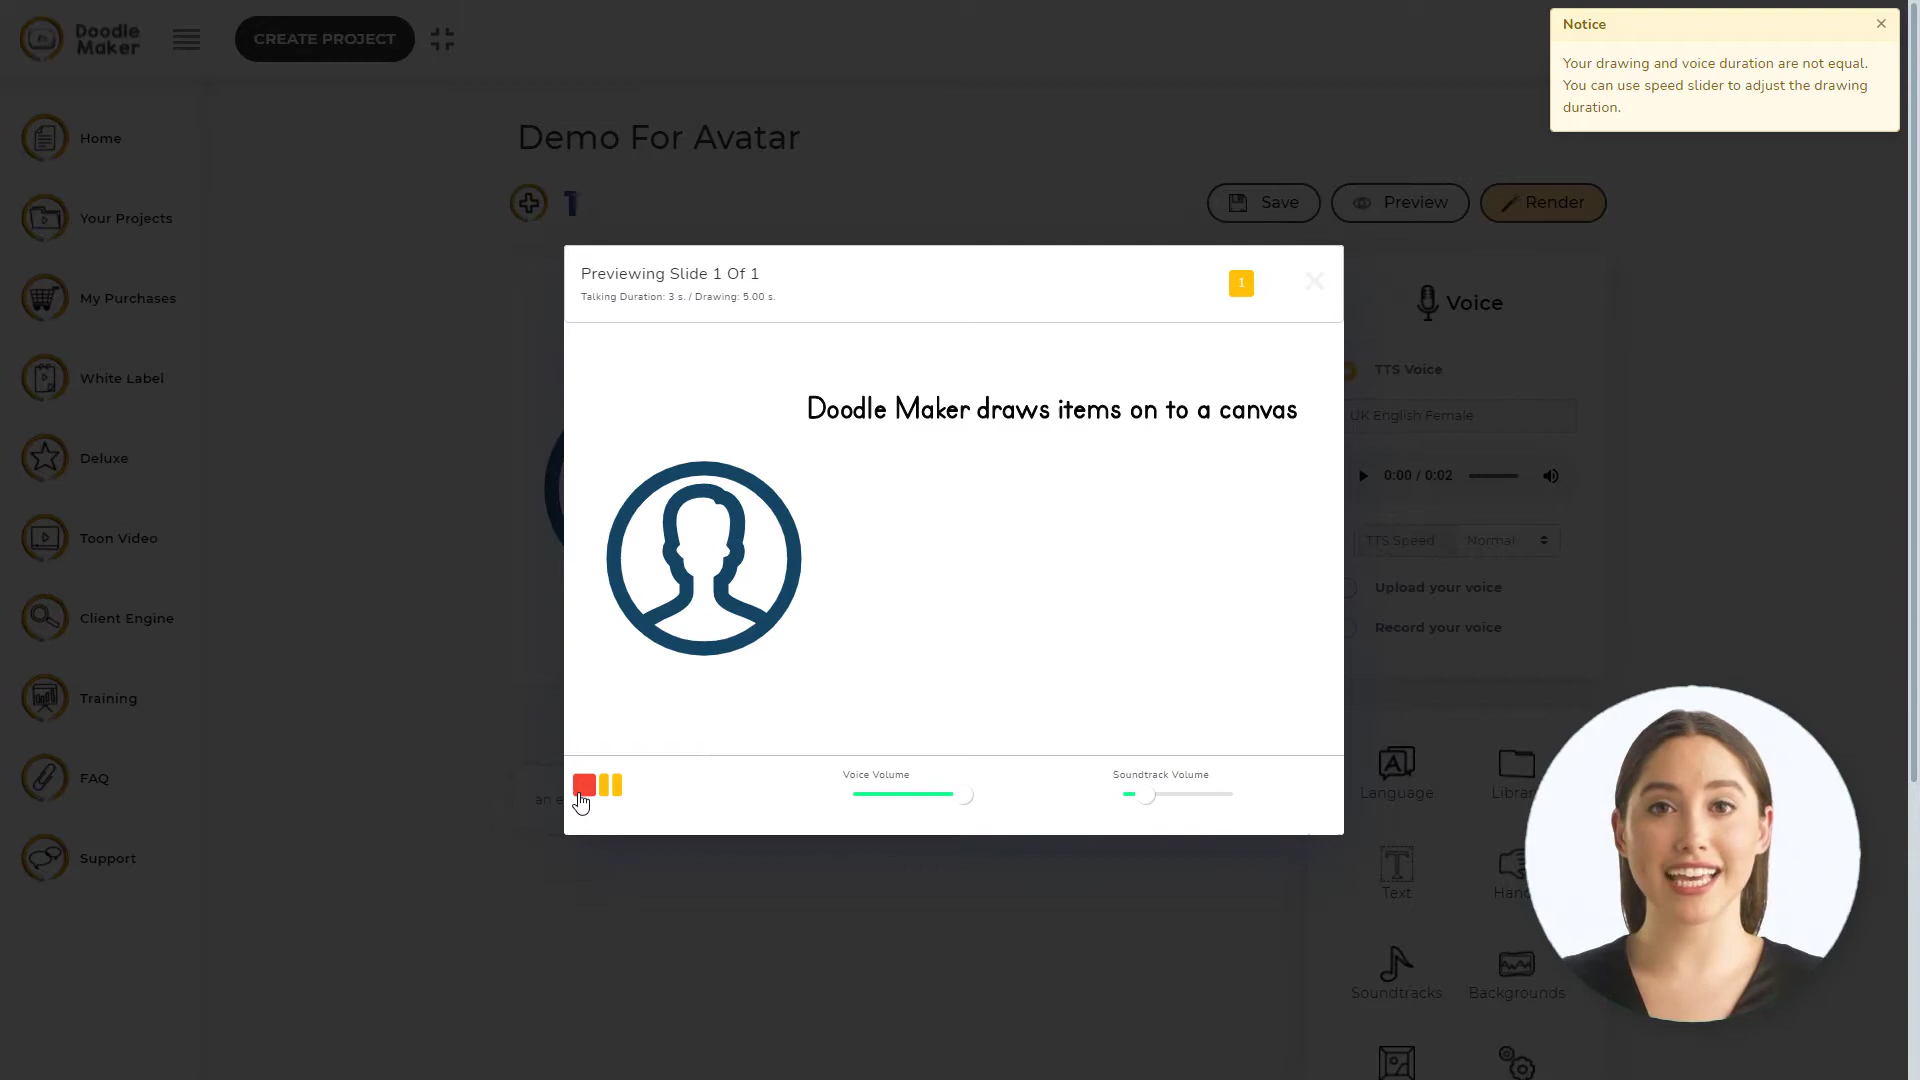 Doodle
Maker
CREATE PROJECT
Notice
Your drawing and voice duration are not equal.
You can use speed slider to adjust the drawing
duration.
Home
Your Projects
My Purchases
White Label
Deluxe
Toon Video
Client Engine
Training
FAQ
Support
Demo For Avatar
1
Save
Preview
Render
Previewing Slide 1 Of 1
Talking Duration: 3 s. / Drawing: 5.00 s.
1
Doodle Maker draws items on to a canvas
Voice Volume
Soundtrack Volume
Voice
TTS Voice
UK English Female
0:00 / 0:02
TTS Speed
Normal
Upload your voice
Record your voice
Language
Text
Soundtracks
Backgrounds
an